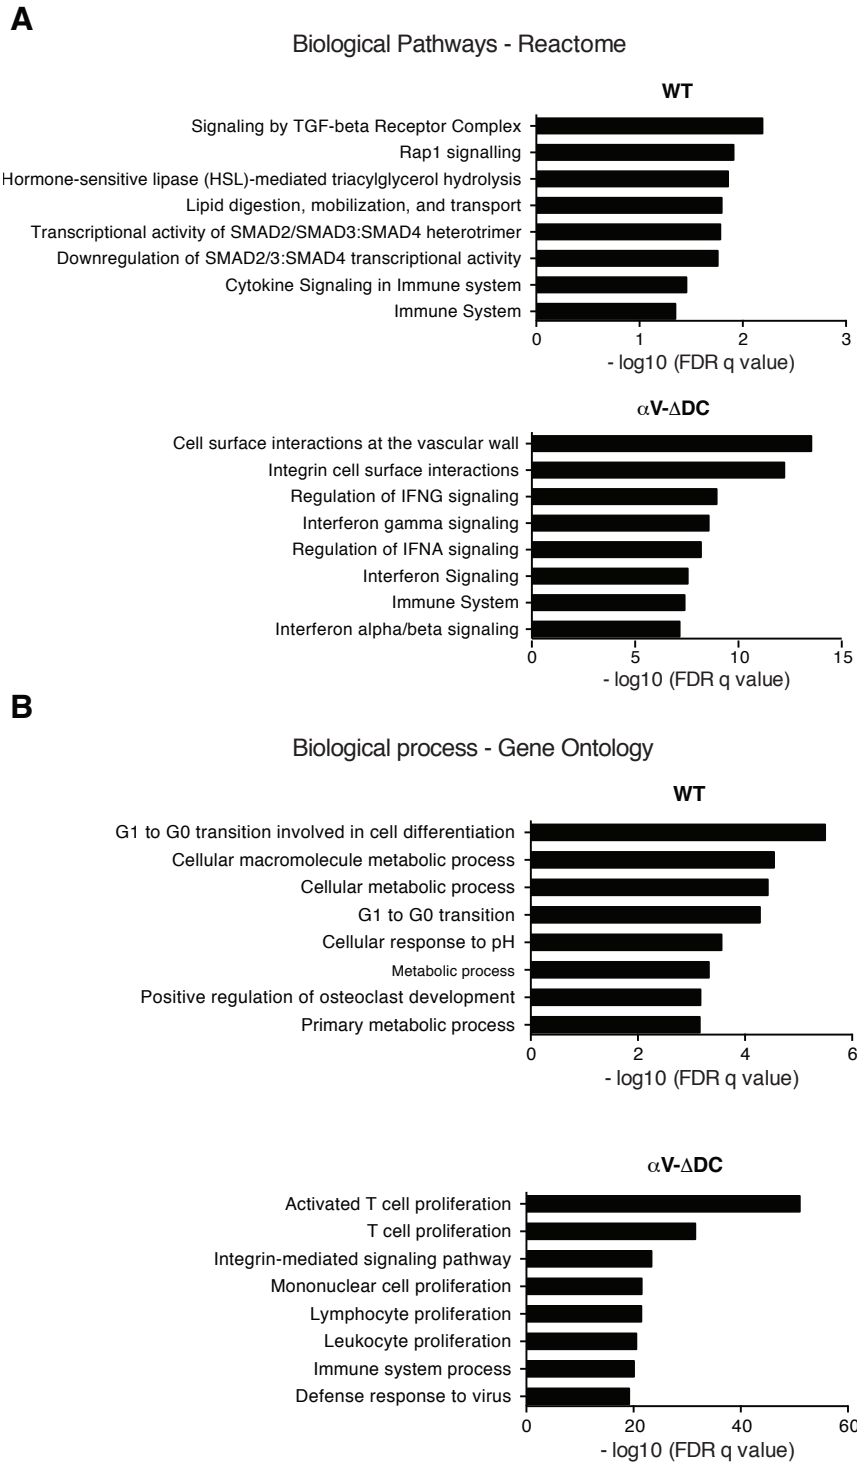 A
Biological Pathways - Reactome
WT
Signaling by TGF-beta Receptor Complex
Rap1 signalling
Hormone-sensitive lipase (HSL)-mediated triacylglycerol hydrolysis
Lipid digestion, mobilization, and transport
Transcriptional activity of SMAD2/SMAD3:SMAD4 heterotrimer
Downregulation of SMAD2/3:SMAD4 transcriptional activity
Cytokine Signaling in Immune system
Immune System
0 1 2 3
- log10 (FDR q value)
αV-ΔDC
Cell surface interactions at the vascular wall
Integrin cell surface interactions
Regulation of IFNG signaling
Interferon gamma signaling
Regulation of IFNA signaling
Interferon Signaling
Immune System
Interferon alpha/beta signaling
0 5 10 15
- log10 (FDR q value)
B
Biological process - Gene Ontology
WT
G1 to G0 transition involved in cell differentiation
Cellular macromolecule metabolic process
Cellular metabolic process
G1 to G0 transition
Cellular response to pH
Metabolic process
Positive regulation of osteoclast development
Primary metabolic process
0 2 4 6
- log10 (FDR q value)
αV-ΔDC
Activated T cell proliferation
T cell proliferation
Integrin-mediated signaling pathway
Mononuclear cell proliferation
Lymphocyte proliferation
Leukocyte proliferation
Immune system process
Defense response to virus
0 20 40 60
- log10 (FDR q value)